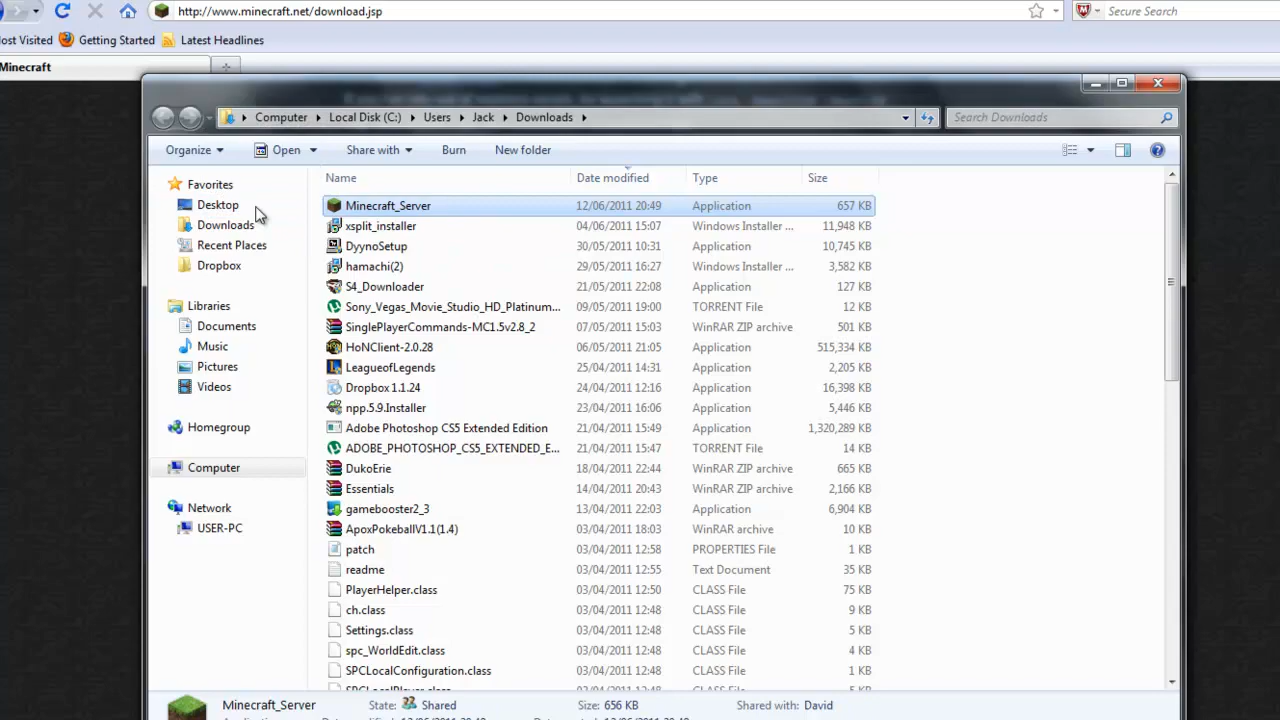 http://www.minecraft.net/download.jsp
Secure Search
ost Visited Getting Started Latest Headlines
Minecraft
Computer Local Disk (C:) Users Jack Downloads
Search Downloads
Organize Open Share with Burn New folder
Name Date modified Type Size
Favorites
Desktop
Downloads
Recent Places
Dropbox
Libraries
Documents
Music
Pictures
Videos
Homegroup
Computer
Network
USER-PC
Minecraft_Server 12/06/2011 20:49 Application 657 KB
xsplit_installer 04/06/2011 15:07 Windows Installer ... 11,948 KB
DyynoSetup 30/05/2011 10:31 Application 10,745 KB
hamachi(2) 29/05/2011 16:27 Windows Installer ... 3,582 KB
S4_Downloader 21/05/2011 22:08 Application 127 KB
Sony_Vegas_Movie_Studio_HD_Platinum... 09/05/2011 19:00 TORRENT File 12 KB
SinglePlayerCommands-MC1.5v2.8_2 07/05/2011 15:03 WinRAR ZIP archive 501 KB
HoNClient-2.0.28 06/05/2011 21:05 Application 515,334 KB
LeagueofLegends 25/04/2011 14:31 Application 2,205 KB
Dropbox 1.1.24 24/04/2011 12:16 Application 16,398 KB
npp.5.9.Installer 23/04/2011 16:06 Application 5,446 KB
Adobe Photoshop CS5 Extended Edition 21/04/2011 15:49 Application 1,320,289 KB
ADOBE_PHOTOSHOP_CS5_EXTENDED_E... 21/04/2011 15:47 TORRENT File 14 KB
DukoErie 18/04/2011 22:44 WinRAR ZIP archive 665 KB
Essentials 14/04/2011 20:43 WinRAR ZIP archive 2,166 KB
gamebooster2_3 13/04/2011 22:03 Application 6,904 KB
ApoxPokeballV1.1(1.4) 03/04/2011 18:03 WinRAR archive 10 KB
patch 03/04/2011 12:58 PROPERTIES File 1 KB
readme 03/04/2011 12:55 Text Document 35 KB
PlayerHelper.class 03/04/2011 12:50 CLASS File 75 KB
ch.class 03/04/2011 12:48 CLASS File 9 KB
Settings.class 03/04/2011 12:48 CLASS File 5 KB
spc_WorldEdit.class 03/04/2011 12:48 CLASS File 4 KB
SPCLocalConfiguration.class 03/04/2011 12:48 CLASS File 1 KB
SPCLocalPlayer.class 03/04/2011 12:48 CLASS File 5 KB
Minecraft_Server State: Shared Size: 656 KB Shared with: David